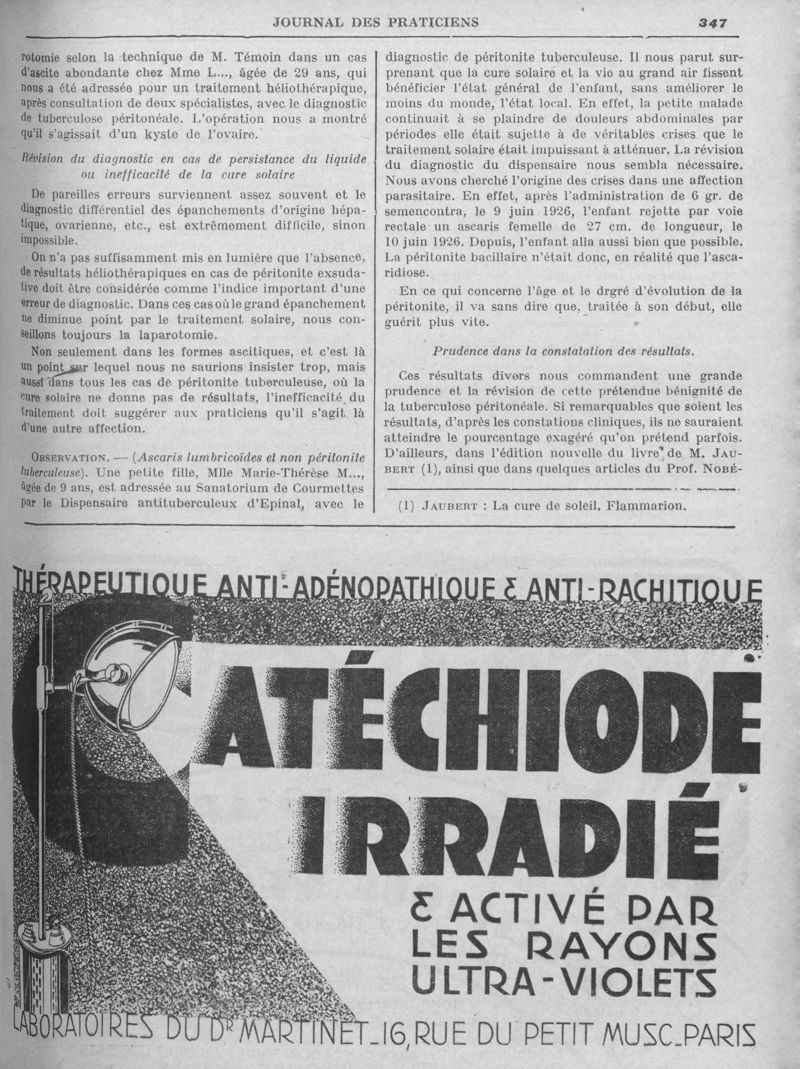 JOURNAL DES PRATICIENS 347
rotomie selon la technique de M. Témoin dans un cas
d'ascite abondante chez Mme L..., âgée de 29 ans, qui
nous a été adressée pour un traitement héliothérapique,
après consultation de deux spécialistes, avec le diagnostic
de tuberculose péritonéale. L'opération nous a montré
qu'il s'agissait d'un kyste de l'ovaire.
Révision du diagnostic en cas de persistance du liquide
ou inefficacité de la cure solaire
De pareilles erreurs surviennent assez souvent et le
diagnostic différentiel des épanchements d'origine hépa-
tique, ovarienne, etc., est extrêmement difficile, sinon
impossible.
On n'a pas suffisamment mis en lumière que l'absence,
de résultats héliothérapiques en cas de péritonite exsuda-
tive doit être considérée comme l'indice important d'une
erreur de diagnostic. Dans ces cas où le grand épanchement
ne diminue point par le traitement solaire, nous con-
seillons toujours la laparotomie.
Non seulement dans les formes ascitiques, et c'est là
un point sur lequel nous ne saurions insister trop, mais
aussi dans tous les cas de péritonite tuberculeuse, où la
cure solaire ne donne pas de résultats, l'inefficacité du
traitement doit suggérer aux praticiens qu'il s'agit là
d'une autre affection.
OBSERVATION. — (Ascaris lumbricoïdes et non péritonite
tuberculeuse). Une petite fille, Mlle Marie-Thérèse M...,
âgée de 9 ans, est adressée au Sanatorium de Courmettes
par le Dispensaire antituberculeux d'Epinal, avec le
diagnostic de péritonite tuberculeuse. Il nous parut sur-
prenant que la cure solaire et la vie au grand air fissent
bénéficier l'état général de l'enfant, sans améliorer le
moins du monde, l'état local. En effet, la petite malade
continuait à se plaindre de douleurs abdominales par
périodes elle était sujette à de véritables crises que le
traitement solaire était impuissant à atténuer. La révision
du diagnostic du dispensaire nous sembla nécessaire.
Nous avons cherché l'origine des crises dans une affection
parasitaire. En effet, après l'administration de 6 gr. de
semencontra, le 9 juin 1926, l'enfant rejette par voie
rectale un ascaris femelle de 27 cm. de longueur, le
10 juin 1926. Depuis, l'enfant alla aussi bien que possible.
La péritonite bacillaire n'était donc, en réalité que l'asca-
ridiose.
En ce qui concerne l'âge et le drgré d'évolution de la
péritonite, il va sans dire que, traitée à son début, elle
guérit plus vite.
Prudence dans la constatation des résultats.
Ces résultats divers nous commandent une grande
prudence et la révision de cette prétendue bénignité de
la tuberculose péritonéale. Si remarquables que soient les
résultats, d'après les constations cliniques, ils ne sauraient
atteindre le pourcentage exagéré qu'on prétend parfois.
D'ailleurs, dans l'édition nouvelle du livre de M. JAU-
BERT (1), ainsi que dans quelques articles du Prof. NOBÉ-
(1) JAUBERT : La cure de soleil. Flammarion.
THÉRAPEUTIQUE ANTI-ADÉNOPATHIQUE & ANTI-RACHITIQUE
CATÉCHIODE
IRRADIÉ
& ACTIVÉ PAR
LES RAYONS
ULTRA-VIOLETS
LABORATOIRES DU Dr MARTINET_16, RUE DU PETIT MUSC_PARIS